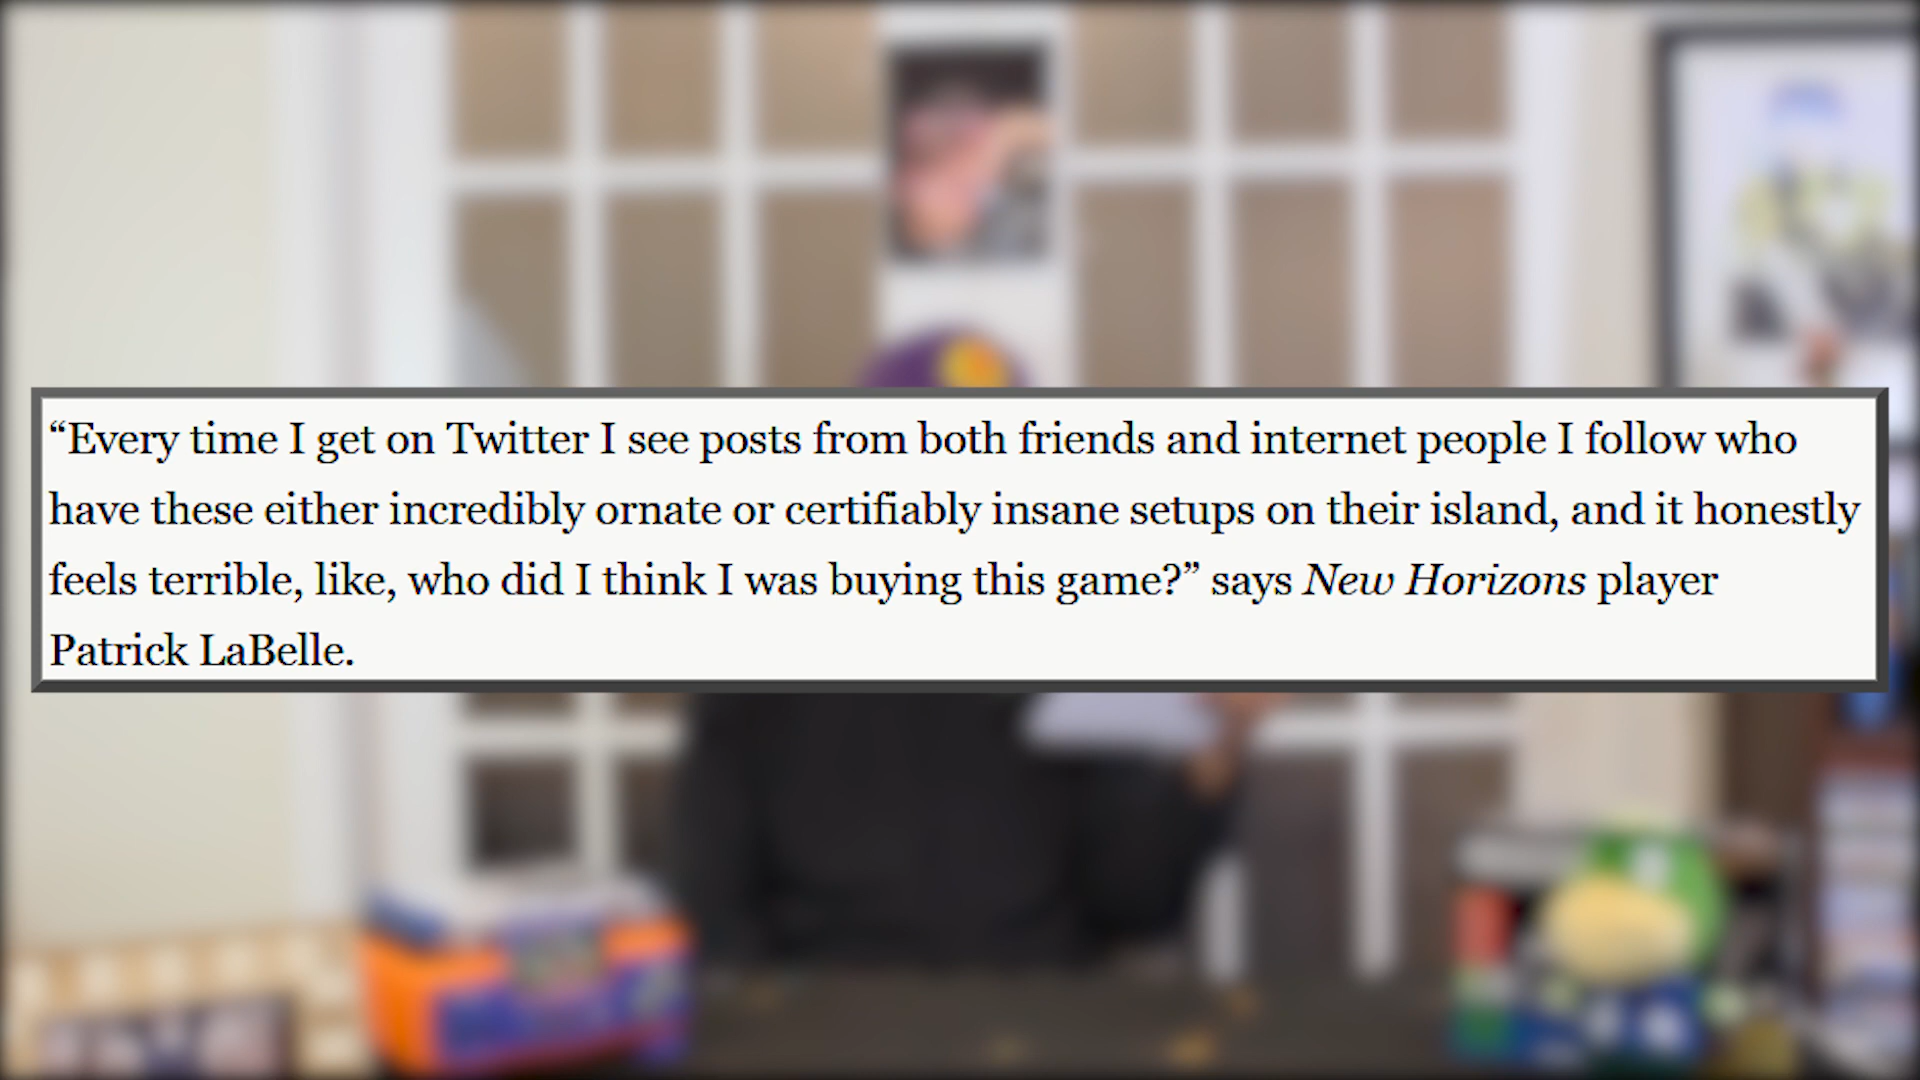 “Every time I get on Twitter I see posts from both friends and internet people I follow who
have these either incredibly ornate or certifiably insane setups on their island, and it honestly
feels terrible, like, who did I think I was buying this game?” says New Horizons player
Patrick LaBelle.